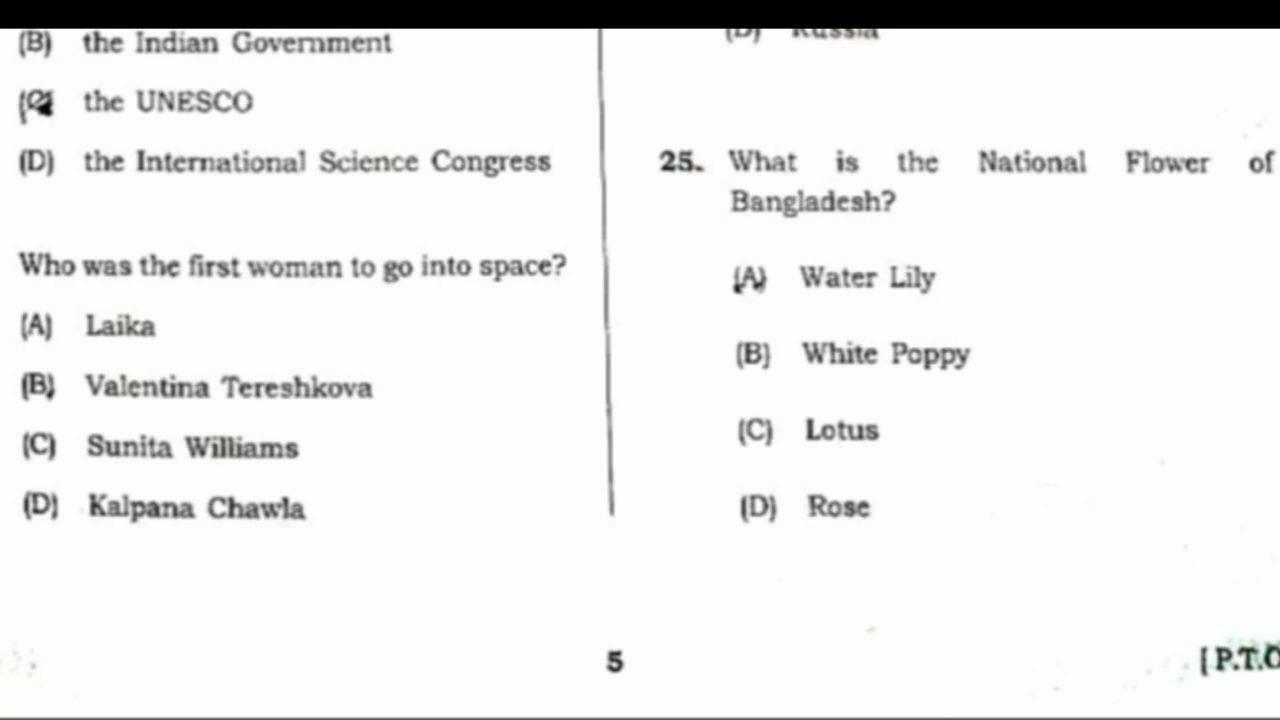 (B) the Indian Government
(C) the UNESCO
(D) the International Science Congress
Who was the first woman to go into space?
(A) Laika
(B) Valentina Tereshkova
(C) Sunita Williams
(D) Kalpana Chawla
(D) Russia
25. What is the National Flower of
Bangladesh?
(A) Water Lily
(B) White Poppy
(C) Lotus
(D) Rose
5
[ P.T.O